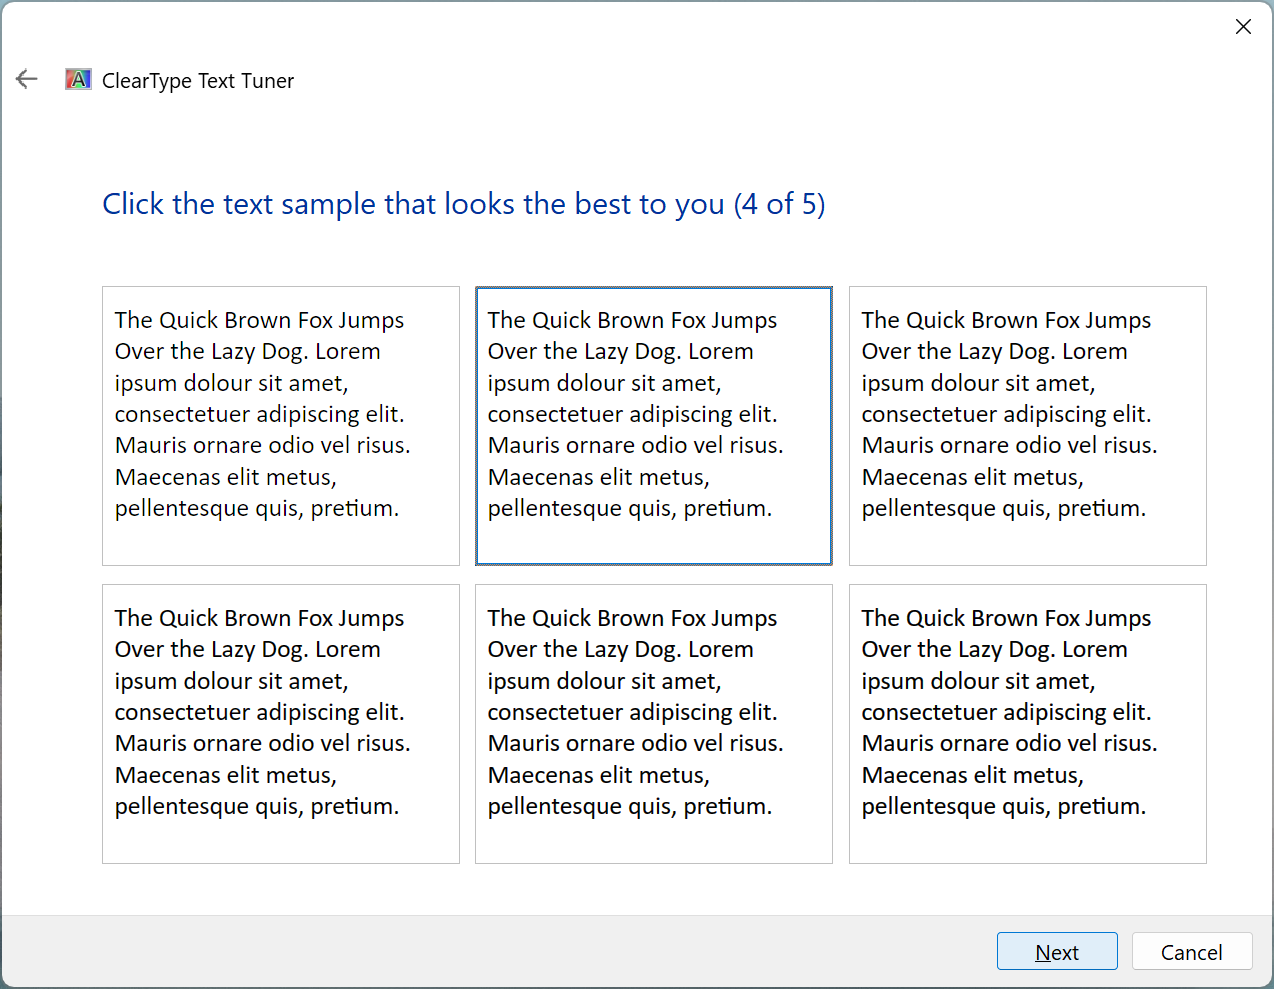 ClearType Text Tuner
Click the text sample that looks the best to you (4 of 5)
The Quick Brown Fox Jumps
Over the Lazy Dog. Lorem
ipsum dolour sit amet,
consectetuer adipiscing elit.
Mauris ornare odio vel risus.
Maecenas elit metus,
pellentesque quis, pretium.
The Quick Brown Fox Jumps
Over the Lazy Dog. Lorem
ipsum dolour sit amet,
consectetuer adipiscing elit.
Mauris ornare odio vel risus.
Maecenas elit metus,
pellentesque quis, pretium.
The Quick Brown Fox Jumps
Over the Lazy Dog. Lorem
ipsum dolour sit amet,
consectetuer adipiscing elit.
Mauris ornare odio vel risus.
Maecenas elit metus,
pellentesque quis, pretium.
The Quick Brown Fox Jumps
Over the Lazy Dog. Lorem
ipsum dolour sit amet,
consectetuer adipiscing elit.
Mauris ornare odio vel risus.
Maecenas elit metus,
pellentesque quis, pretium.
The Quick Brown Fox Jumps
Over the Lazy Dog. Lorem
ipsum dolour sit amet,
consectetuer adipiscing elit.
Mauris ornare odio vel risus.
Maecenas elit metus,
pellentesque quis, pretium.
The Quick Brown Fox Jumps
Over the Lazy Dog. Lorem
ipsum dolour sit amet,
consectetuer adipiscing elit.
Mauris ornare odio vel risus.
Maecenas elit metus,
pellentesque quis, pretium.
Next
Cancel